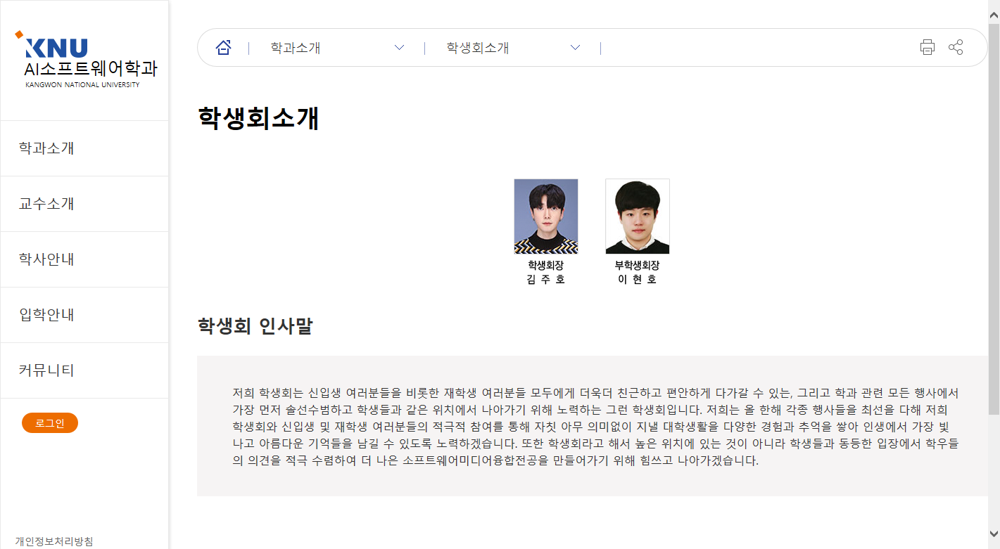 KNU
AI소프트웨어학과
KANGWON NATIONAL UNIVERSITY
학과소개
교수소개
학사안내
입학안내
커뮤니티
로그인
개인정보처리방침
학과소개
학생회소개
학생회소개
학생회장
김 주 호
부학생회장
이 현 호
학생회 인사말
저희 학생회는 신입생 여러분들을 비롯한 재학생 여러분들 모두에게 더욱더 친근하고 편안하게 다가갈 수 있는, 그리고 학과 관련 모든 행사에서
가장 먼저 솔선수범하고 학생들과 같은 위치에서 나아가기 위해 노력하는 그런 학생회입니다. 저희는 올 한해 각종 행사들을 최선을 다해 저희
학생회와 신입생 및 재학생 여러분들의 적극적 참여를 통해 자칫 아무 의미없이 지낼 대학생활을 다양한 경험과 추억을 쌓아 인생에서 가장 빛
나고 아름다운 기억들을 남길 수 있도록 노력하겠습니다. 또한 학생회라고 해서 높은 위치에 있는 것이 아니라 학생들과 동등한 입장에서 학우들
의 의견을 적극 수렴하여 더 나은 소프트웨어미디어융합전공을 만들어가기 위해 힘쓰고 나아가겠습니다.